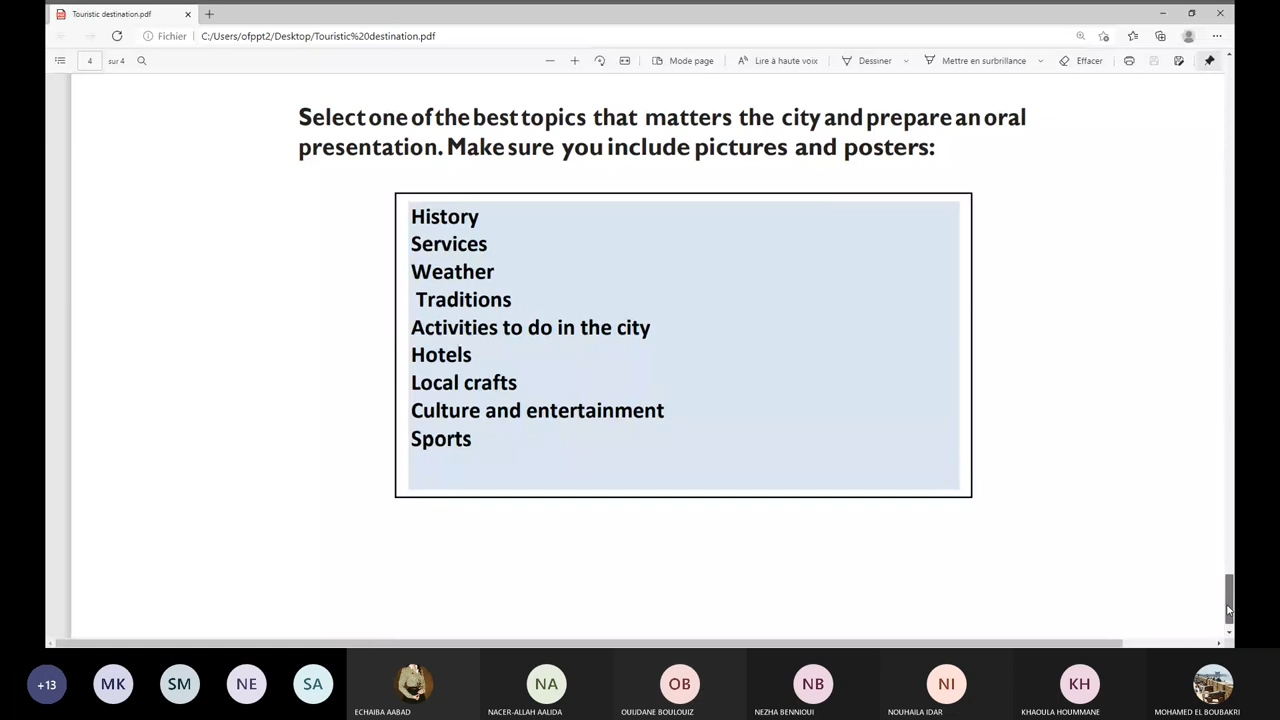 Touristic destination.pdf
Fichier
C:/Users/ofppt2/Desktop/Touristic%20destination.pdf
4 sur 4
Mode page
Lire à haute voix
Dessiner
Mettre en surbrillance
Effacer
Select one of the best topics that matters the city and prepare an oral
presentation. Make sure you include pictures and posters:
History
Services
Weather
Traditions
Activities to do in the city
Hotels
Local crafts
Culture and entertainment
Sports
+13
MK
SM
NE
SA
NA
OB
NB
NI
KH
ECHAIBA AABAD
NACER-ALLAH AALIDA
OUIJDANE BOULOUIZ
NEZHA BENNIOUI
NOUHAILA IDAR
KHAOULA HOUMMANE
MOHAMED EL BOUBAKRI